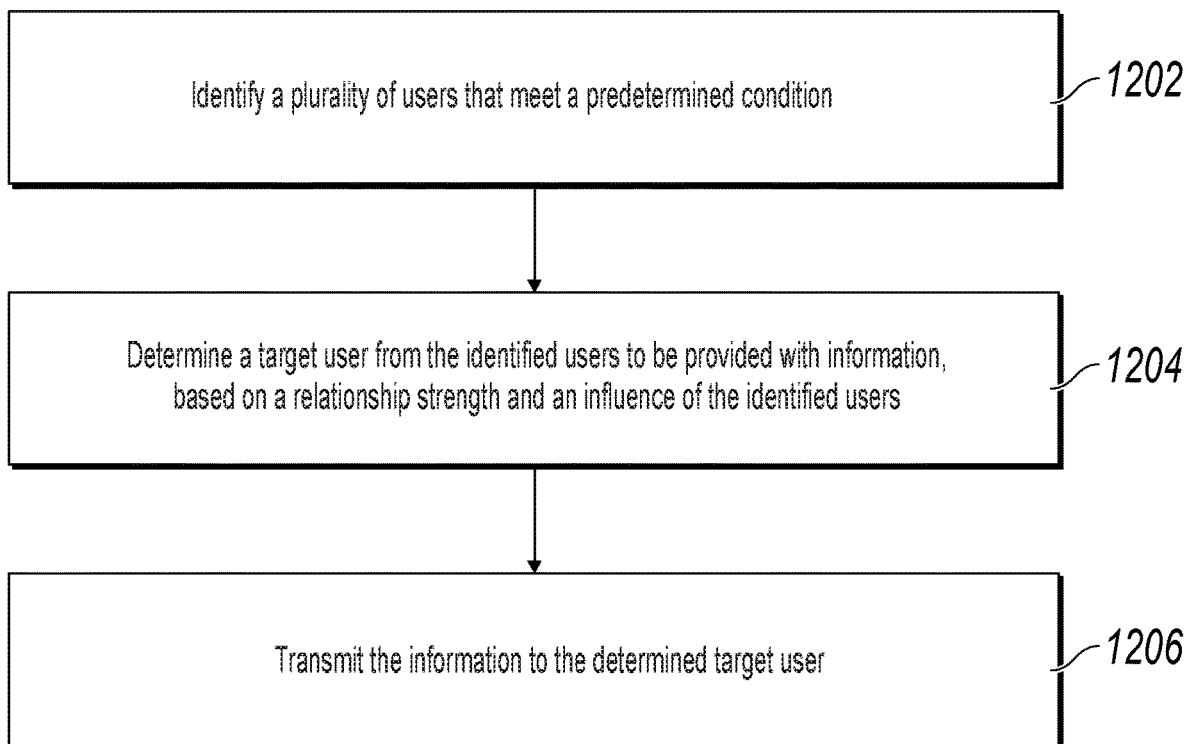 Identify a plurality of users that meet a predetermined condition
1202
Determine a target user from the identified users to be provided with information,
based on a relationship strength and an influence of the identified users
1204
Transmit the information to the determined target user
1206